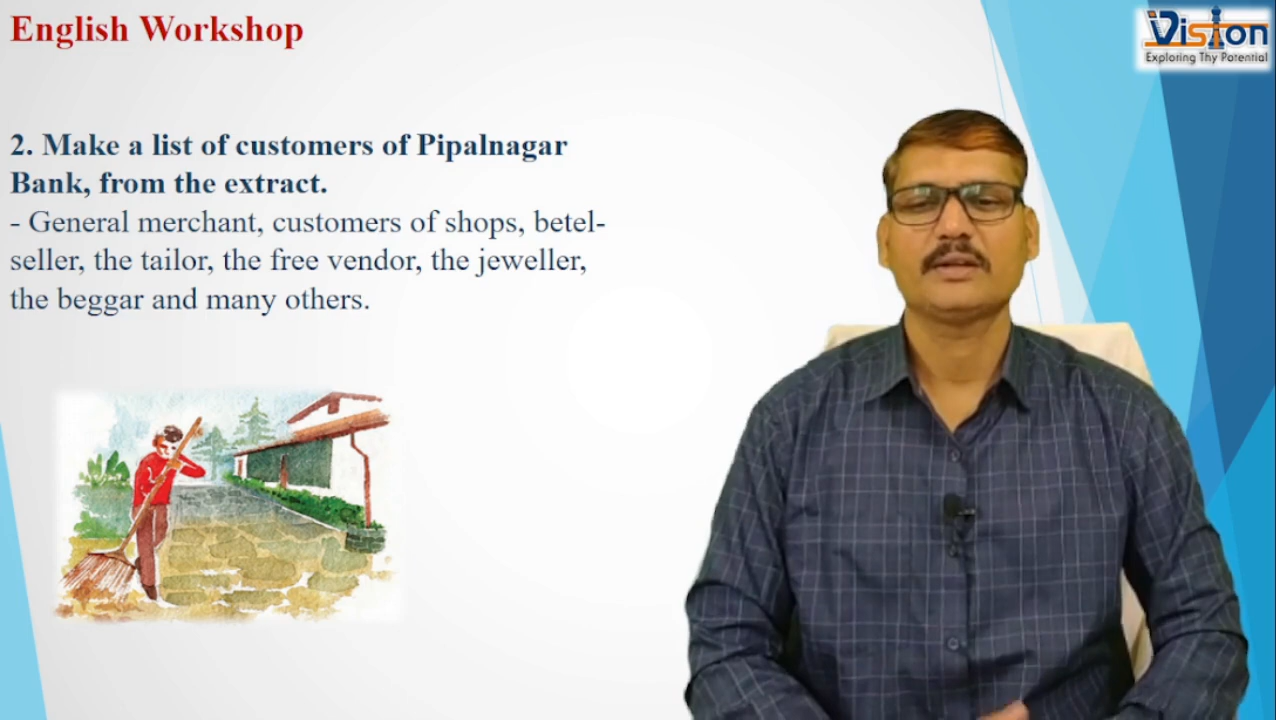 English Workshop
Vision
Exploring Thy Potential
2. Make a list of customers of Pipalnagar
Bank, from the extract.
- General merchant, customers of shops, betel-
seller, the tailor, the free vendor, the jeweller,
the beggar and many others.